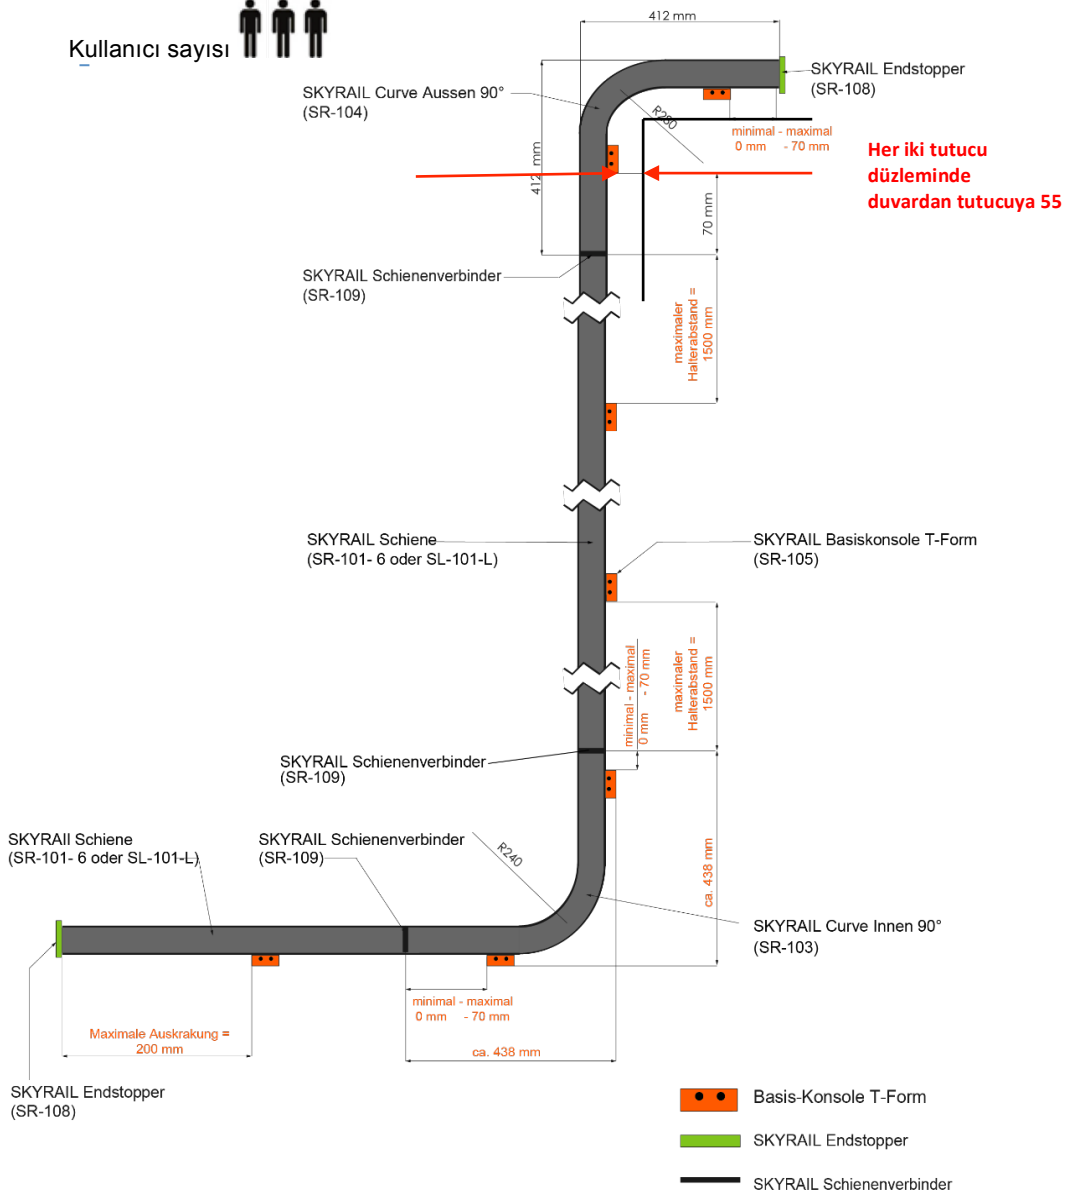 Kullanıcı sayısı
412 mm
SKYRAIL Endstopper
(SR-108)
SKYRAIL Curve Aussen 90°
(SR-104)
R280
minimal - maximal
0 mm - 70 mm
412 mm
Her iki tutucu
düzleminde
duvardan tutucuya 55
70 mm
SKYRAIL Schienenverbinder
(SR-109)
maximaler
Halterabstand =
1500 mm
SKYRAIL Schiene
(SR-101- 6 oder SL-101-L)
SKYRAIL Basiskonsole T-Form
(SR-105)
minimal - maximal
0 mm - 70 mm
maximaler
Halterabstand =
1500 mm
SKYRAIL Schienenverbinder
(SR-109)
SKYRAIl Schiene
(SR-101- 6 oder SL-101-L)
SKYRAIL Schienenverbinder
(SR-109)
R240
ca. 438 mm
SKYRAIL Curve Innen 90°
(SR-103)
minimal - maximal
0 mm - 70 mm
Maximale Auskrakung =
200 mm
ca. 438 mm
SKYRAIL Endstopper
(SR-108)
Basis-Konsole T-Form
SKYRAIL Endstopper
SKYRAIL Schienenverbinder